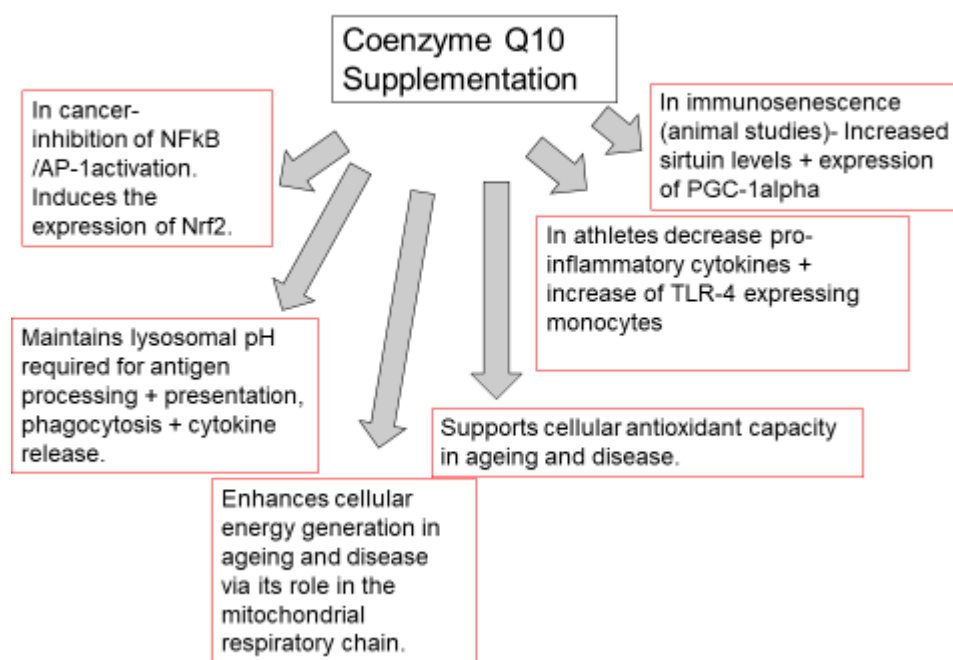 Coenzyme Q10
Supplementation
In cancer-
inhibition of NFkB
/AP-1activation.
Induces the
expression of Nrf2.
In immunosenescence
(animal studies)- Increased
sirtuin levels + expression
of PGC-1alpha
In athletes decrease pro-
inflammatory cytokines +
increase of TLR-4 expressing
monocytes
Maintains lysosomal pH
required for antigen
processing + presentation,
phagocytosis + cytokine
release.
Supports cellular antioxidant capacity
in ageing and disease.
Enhances cellular
energy generation in
ageing and disease
via its role in the
mitochondrial
respiratory chain.